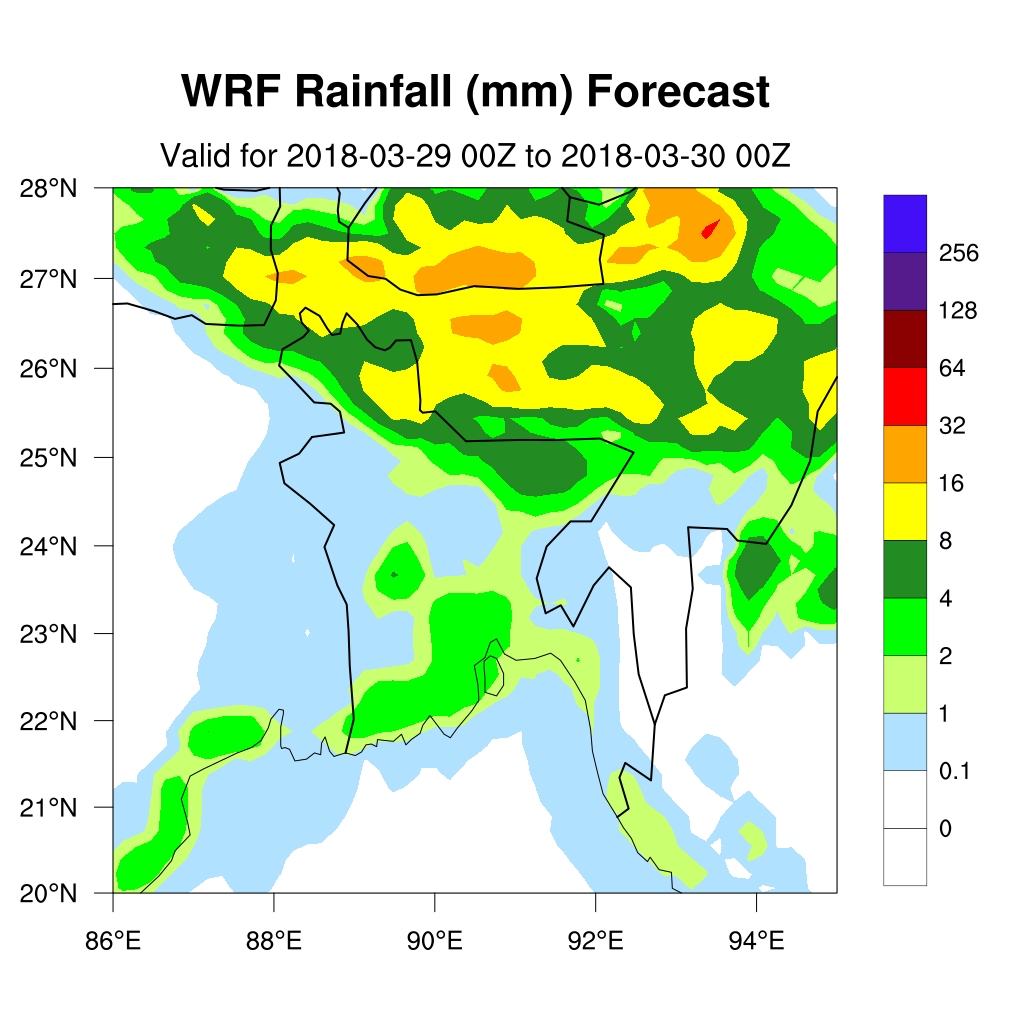 WRF Rainfall (mm) Forecast
Valid for 2018-03-29 00Z to 2018-03-30 00Z
28°N
27°N
26°N
25°N
24°N
23°N
22°N
21°N
20°N
86°E 88°E 90°E 92°E 94°E
256
128
64
32
16
8
4
2
1
0.1
0